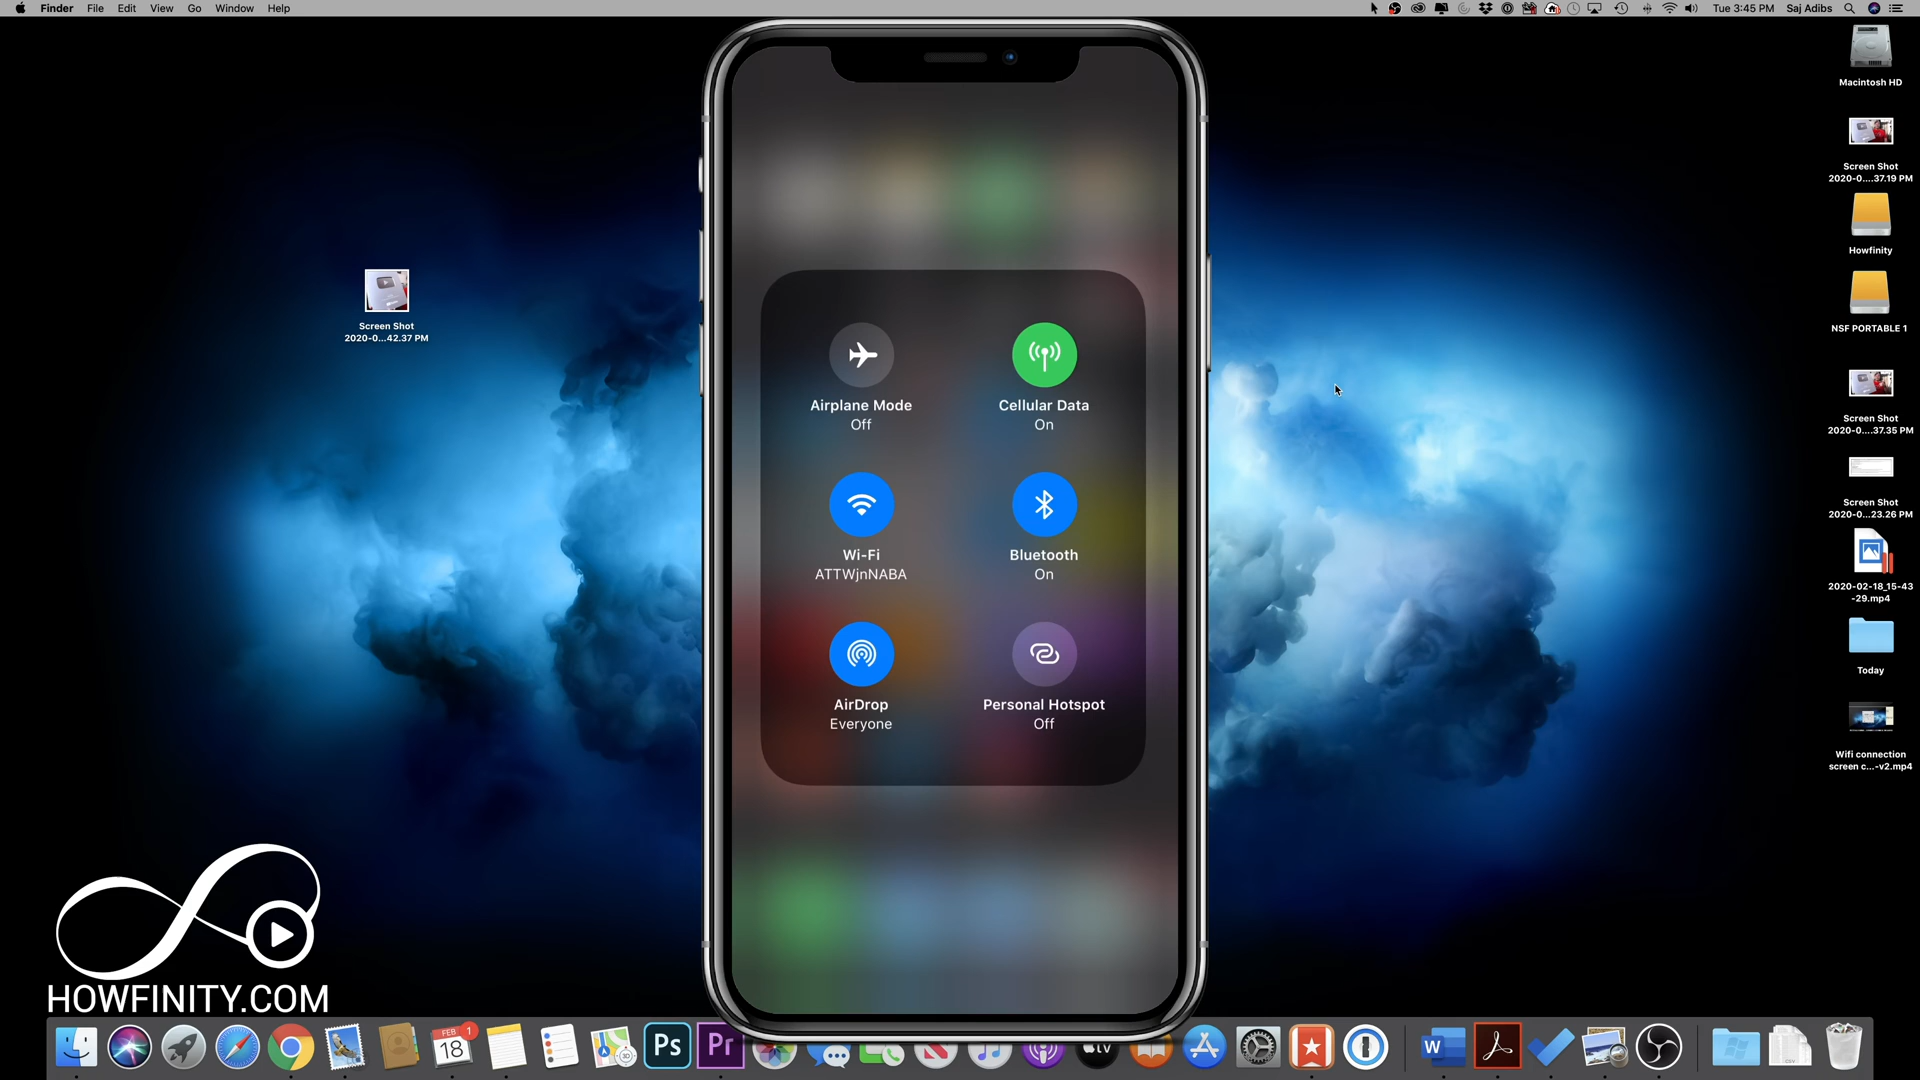 Finder File Edit View Go Window Help
Tue 3:45 PM Saj Adibs
Macintosh HD
Screen Shot
2020-0....37.19 PM
Howfinity
NSF PORTABLE 1
Screen Shot
2020-0....37.35 PM
Screen Shot
2020-0...23.26 PM
2020-02-18_15-43
-29.mp4
Today
Wifi connection
screen c...-v2.mp4
Screen Shot
2020-0...42.37 PM
Airplane Mode
Off
Cellular Data
On
Wi-Fi
ATTWjnNABA
Bluetooth
On
AirDrop
Everyone
Personal Hotspot
Off
HOWFINITY.COM
FEB
18
1
Ps
Pr
tv
W